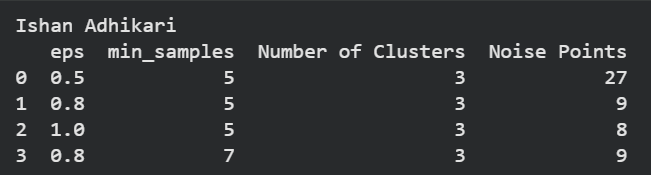 Ishan Adhikari
eps min_samples Number of Clusters Noise Points
0 0.5 5 3 27
1 0.8 5 3 9
2 1.0 5 3 8
3 0.8 7 3 9